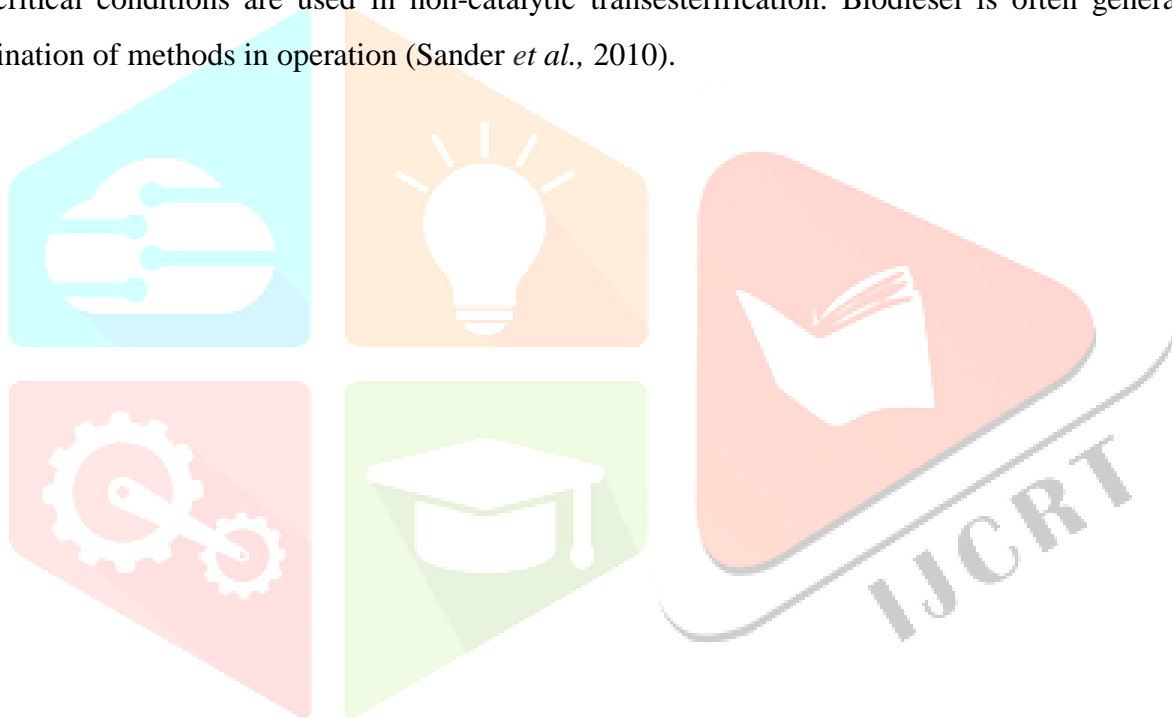 critical conditions are used in non-catalytic transesterification. Biodiesel is often genera
ination of methods in operation (Sander et al., 2010).
IJCRT